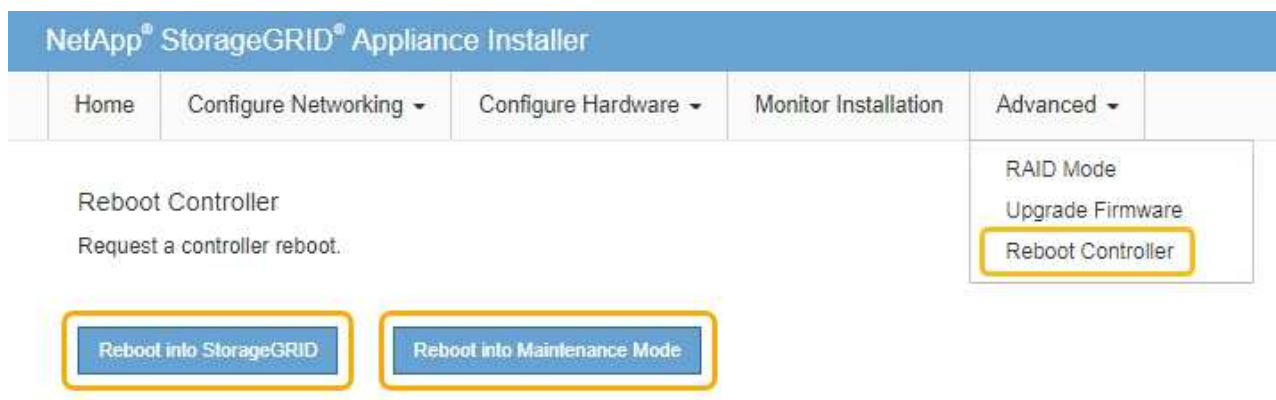 NetApp® StorageGRID® Appliance Installer
Home Configure Networking Configure Hardware Monitor Installation Advanced
RAID Mode
Upgrade Firmware
Reboot Controller
Reboot Controller
Request a controller reboot.
Reboot into StorageGRID Reboot into Maintenance Mode